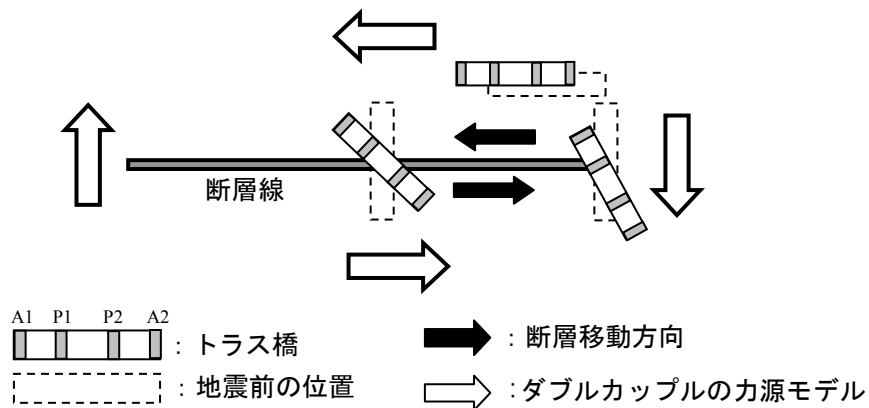 断層線
A1 P1 P2 A2
: トラス橋
: 断層移動方向
: 地震前の位置
:ダブルカップルの力源モデル